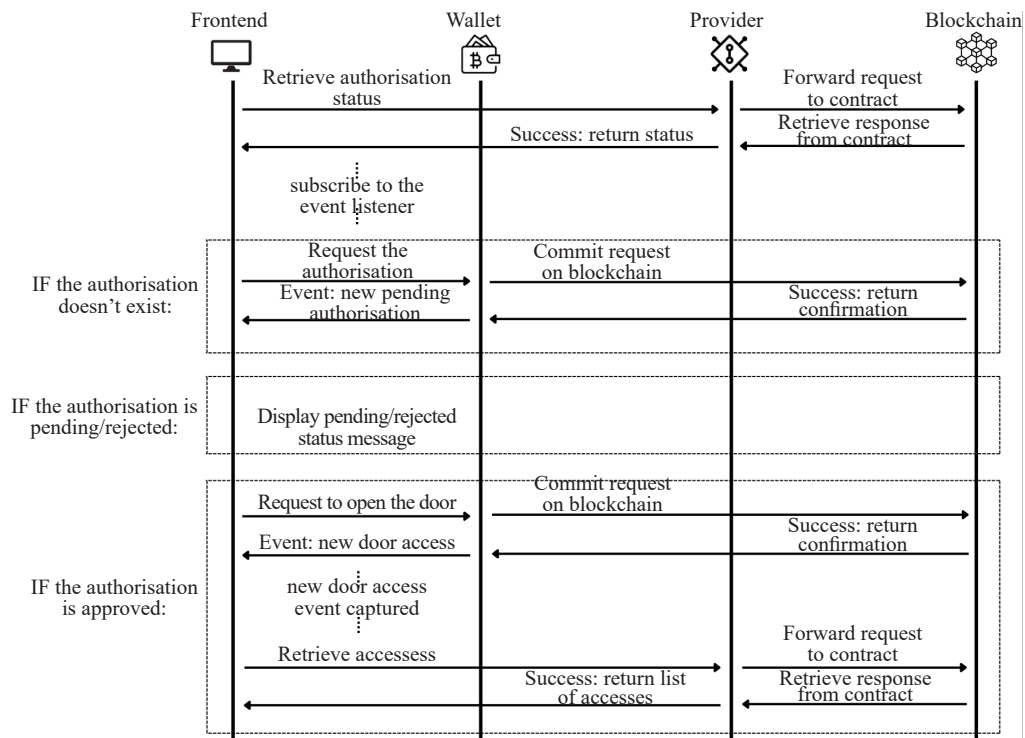 Frontend
Wallet
Provider
Blockchain
Retrieve authorisation
status
Forward request
to contract
Success: return status
Retrieve response
from contract
subscribe to the
event listener
IF the authorisation
doesn't exist:
Request the
authorisation
Commit request
on blockchain
Event: new pending
authorisation
Success: return
confirmation
IF the authorisation is
pending/rejected:
Display pending/rejected
status message
IF the authorisation
is approved:
Request to open the door
Commit request
on blockchain
Event: new door access
Success: return
confirmation
new door access
event captured
Retrieve accessess
Forward request
to contract
Success: return list
of accesses
Retrieve response
from contract